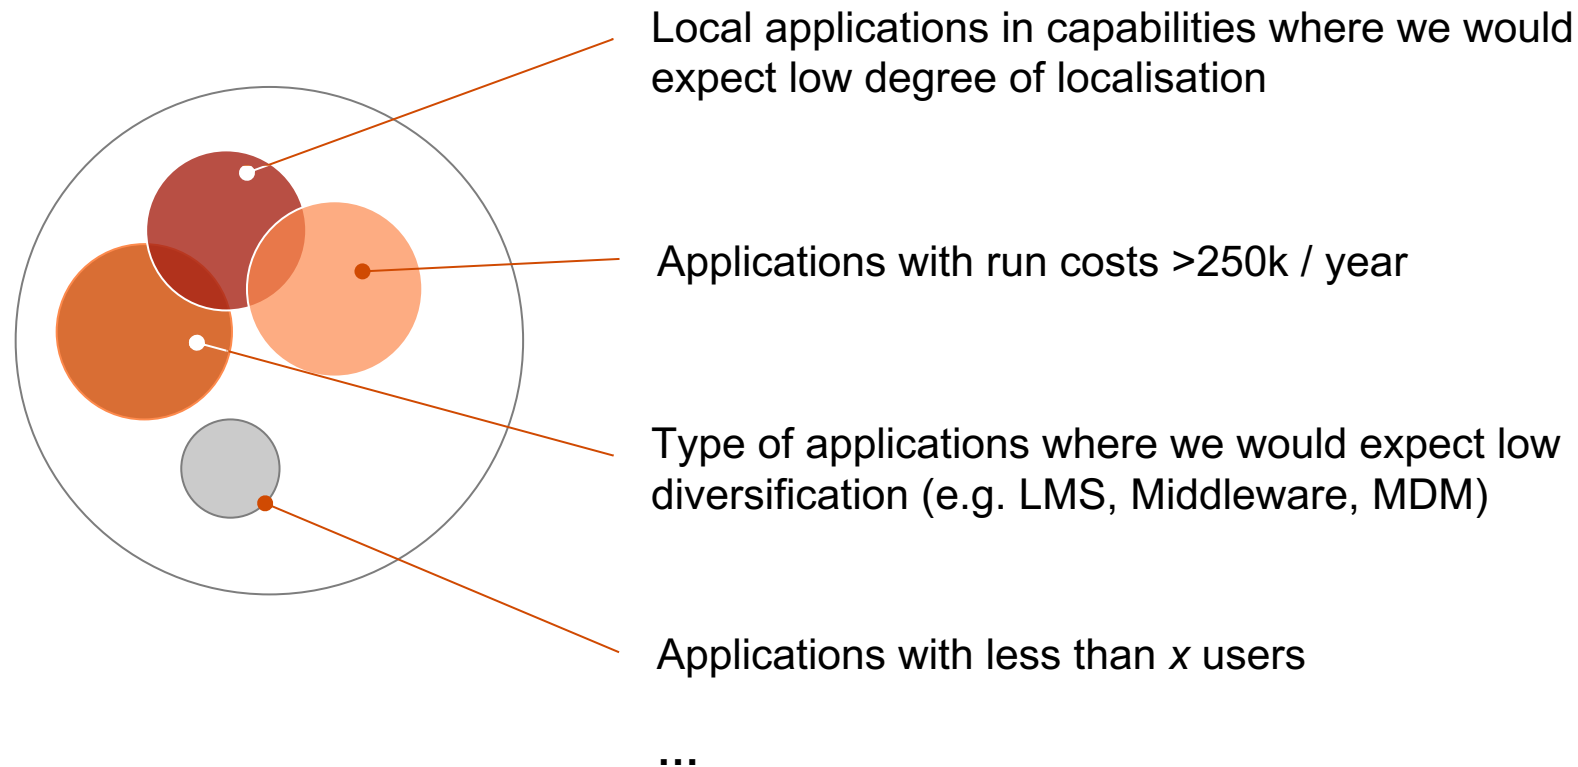 Local applications in capabilities where we would
expect low degree of localisation
Applications with run costs >250k / year
Type of applications where we would expect low
diversification (e.g. LMS, Middleware, MDM)
Applications with less than x users
...